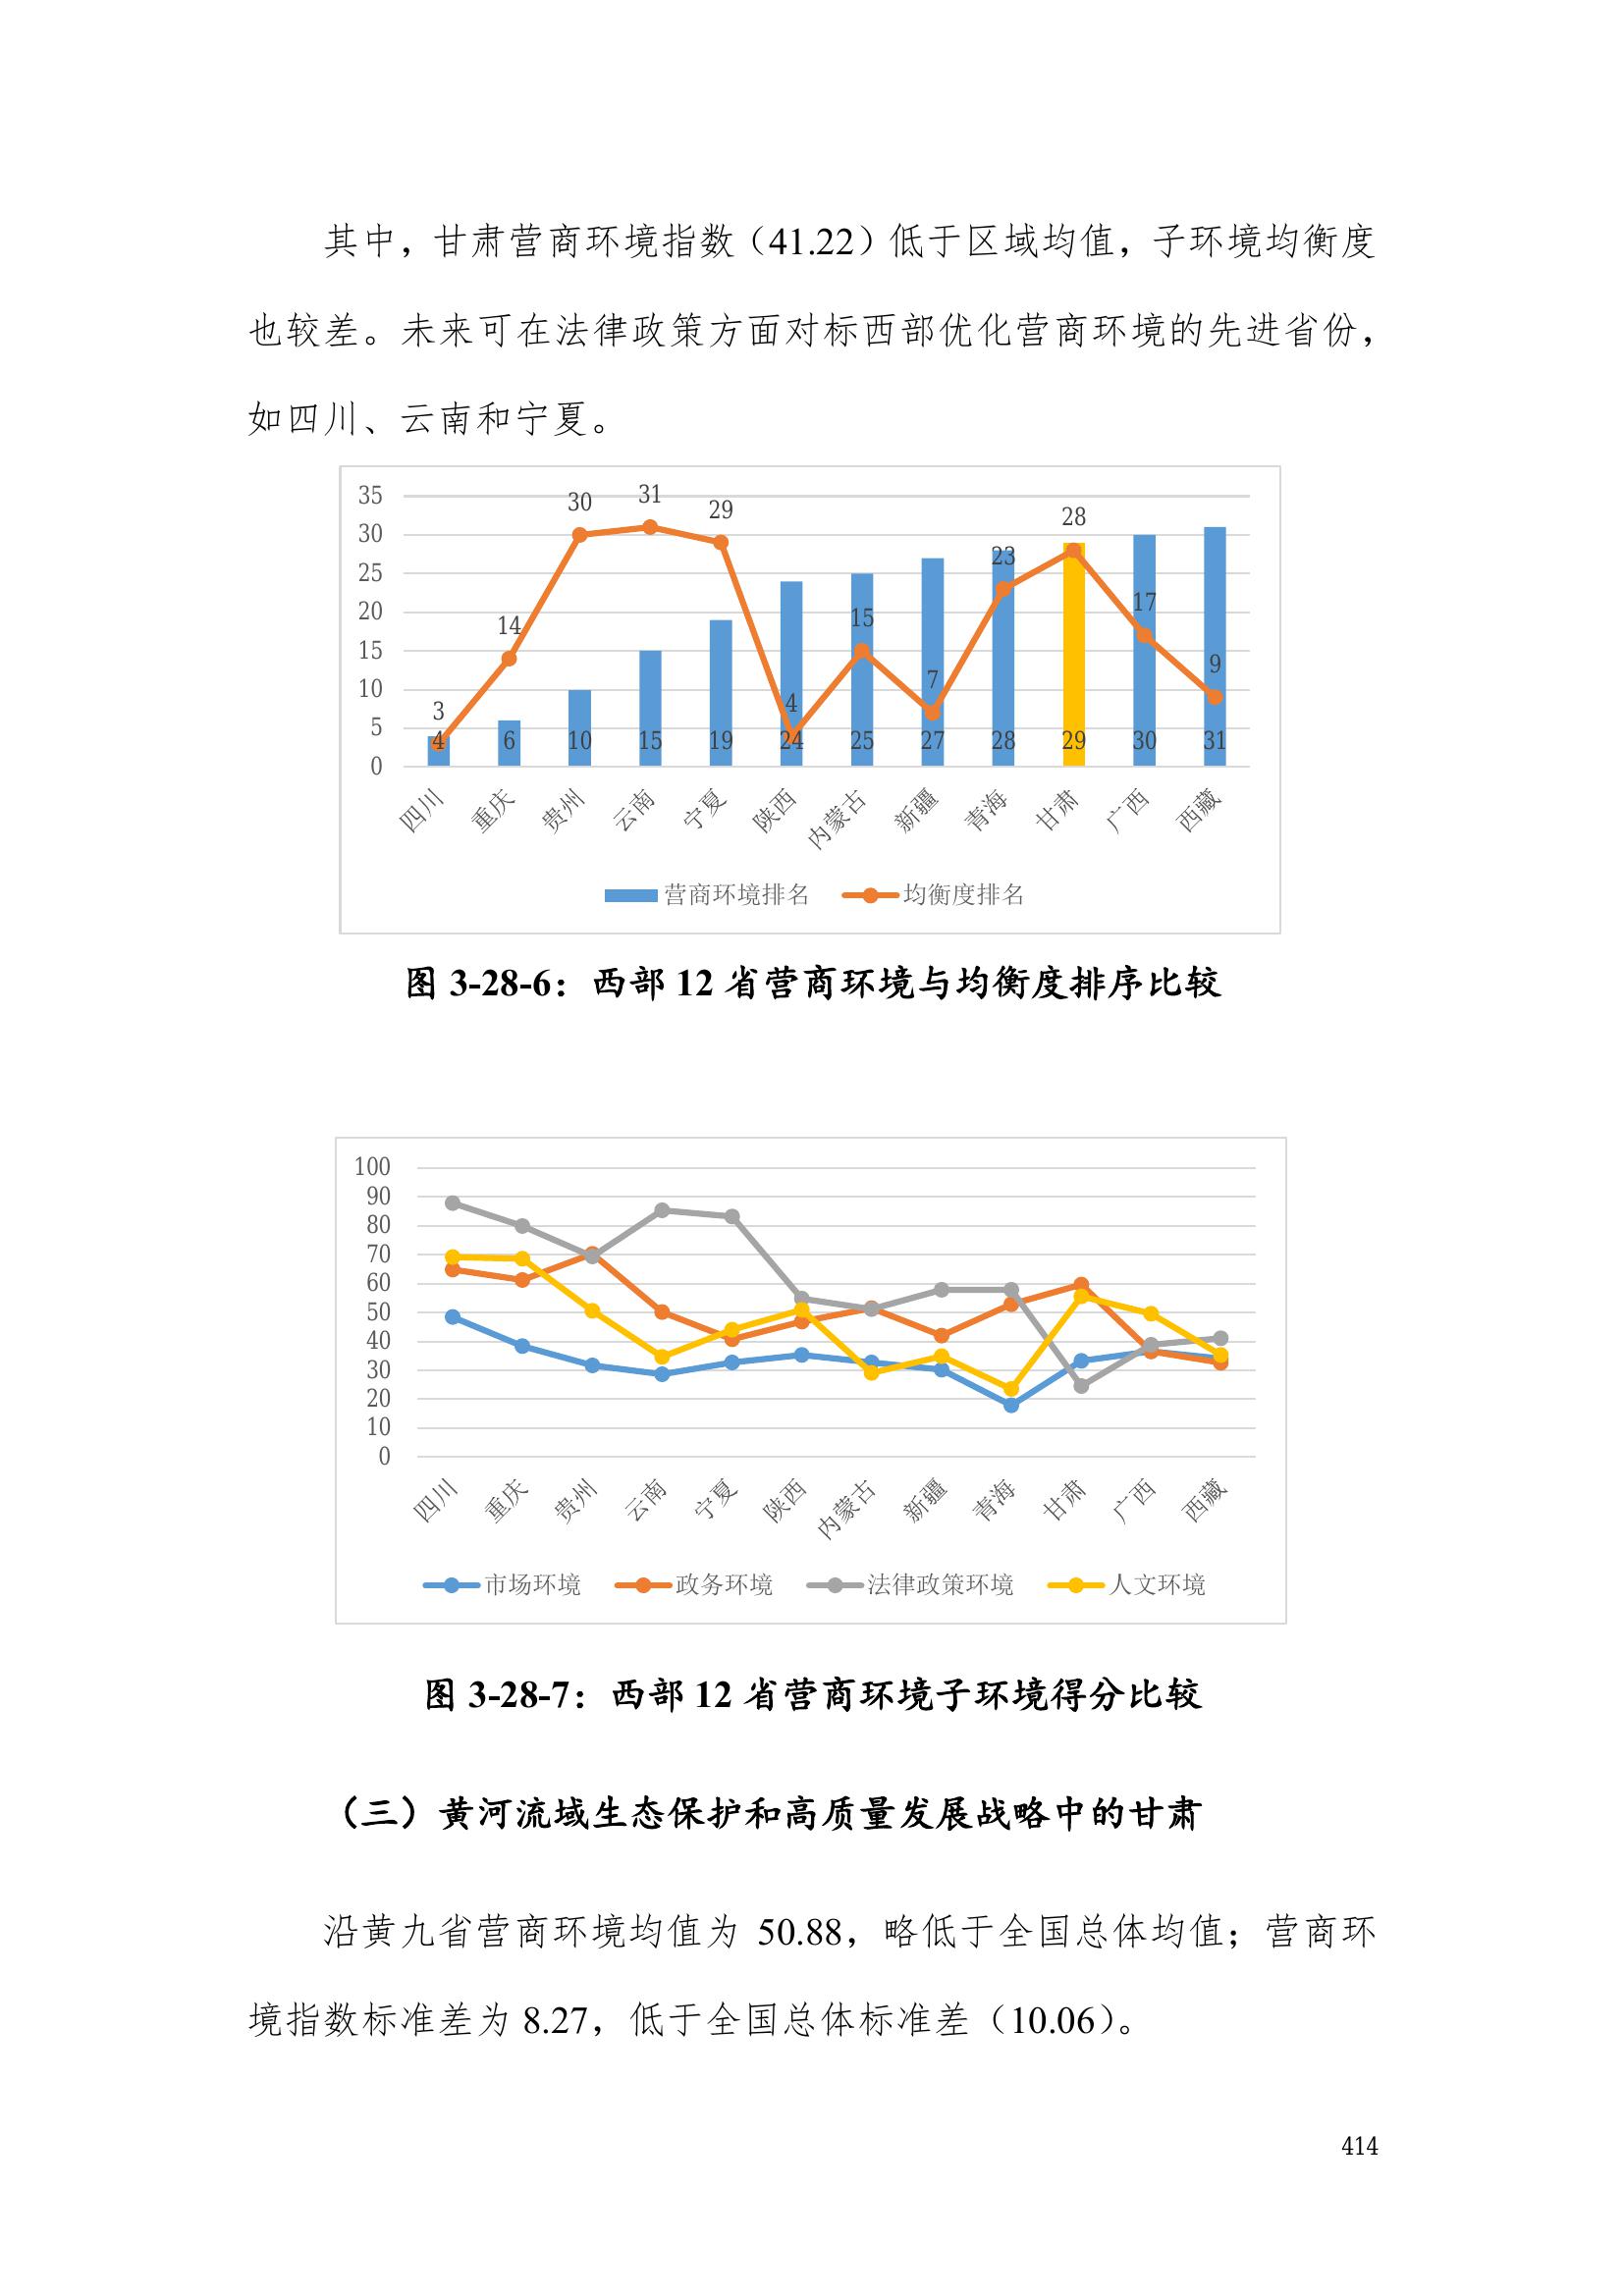 其中，甘肃营商环境指数（41.22）低于区域均值，子环境均衡度
也较差。未来可在法律政策方面对标西部优化营商环境的先进省份，
如四川、云南和宁夏。
35
30
25
20
15
10
5
0
3
14
30
31
29
4
15
7
23
28
17
9
4
6
10
15
19
24
25
27
28
29
30
31
四川
重庆
贵州
云南
宁夏
陕西
内蒙古
新疆
青海
甘肃
广西
西藏
营商环境排名
均衡度排名
图 3-28-6：西部 12 省营商环境与均衡度排序比较
100
90
80
70
60
50
40
30
20
10
0
四川
重庆
贵州
云南
宁夏
陕西
内蒙古
新疆
青海
甘肃
广西
西藏
市场环境
政务环境
法律政策环境
人文环境
图 3-28-7：西部 12 省营商环境子环境得分比较
（三）黄河流域生态保护和高质量发展战略中的甘肃
沿黄九省营商环境均值为 50.88，略低于全国总体均值；营商环
境指数标准差为 8.27，低于全国总体标准差（10.06）。
414